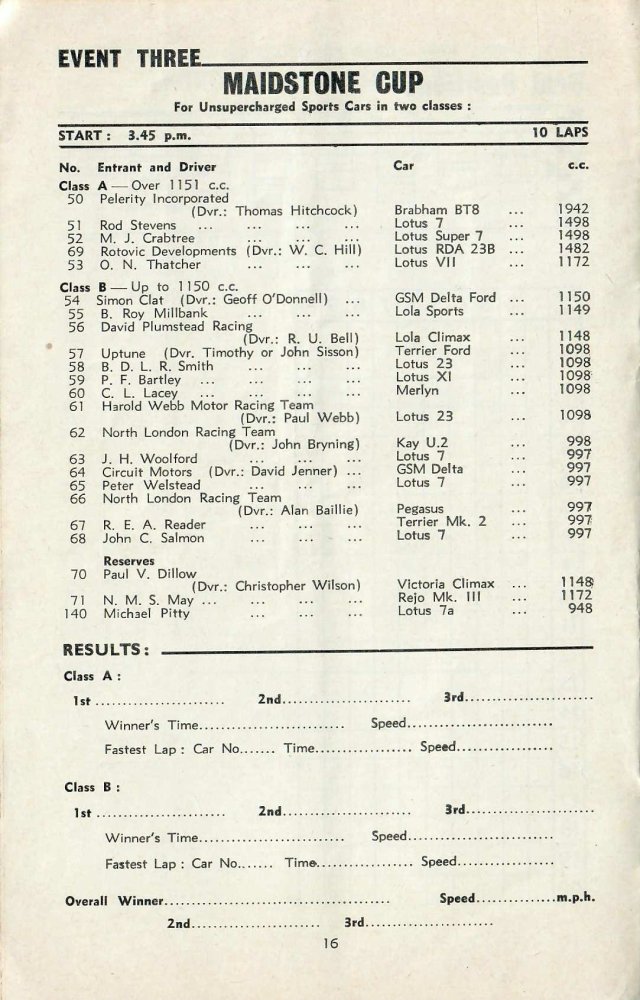 EVENT THREE
MAIDSTONE CUP
For Unsupercharged Sports Cars in two classes :
START : 3.45 p.m. 10 LAPS
No. Entrant and Driver Car c.c.
Class A — Over 1151 c.c.
50 Pelerity Incorporated
(Dvr.: Thomas Hitchcock) Brabham BT8 ... 1942
51 Rod Stevens ... ... ... ... Lotus 7 ... 1498
52 M. J. Crabtree ... ... ... Lotus Super 7 ... 1498
69 Rotovic Developments (Dvr.: W. C. Hill) Lotus RDA 23B ... 1482
53 O. N. Thatcher ... ... ... Lotus VII ... 1172
Class B — Up to 1150 c.c.
54 Simon Clat (Dvr.: Geoff O'Donnell) ... GSM Delta Ford ... 1150
55 B. Roy Millbank ... ... ... Lola Sports ... 1149
56 David Plumstead Racing
(Dvr.: R. U. Bell) Lola Climax ... 1148
57 Uptune (Dvr. Timothy or John Sisson) Terrier Ford ... 1098
58 B. D. L. R. Smith ... ... ... Lotus 23 ... 1098
59 P. F. Bartley ... ... ... ... Lotus XI ... 1098
60 C. L. Lacey ... ... ... ... Merlyn ... 1098
61 Harold Webb Motor Racing Team
(Dvr.: Paul Webb) Lotus 23 ... 1098
62 North London Racing Team
(Dvr.: John Bryning) Kay U.2 ... 998
63 J. H. Woolford ... ... ... Lotus 7 ... 997
64 Circuit Motors (Dvr.: David Jenner) ... GSM Delta ... 997
65 Peter Welstead ... ... ... Lotus 7 ... 997
66 North London Racing Team
(Dvr.: Alan Baillie) Pegasus ... 997
67 R. E. A. Reader ... ... ... Terrier Mk. 2 ... 997
68 John C. Salmon ... ... ... Lotus 7 ... 997
Reserves
70 Paul V. Dillow
(Dvr.: Christopher Wilson) Victoria Climax ... 1148
71 N. M. S. May ... ... ... ... Rejo Mk. III ... 1172
140 Michael Pitty ... ... ... Lotus 7a ... 948
RESULTS :
Class A :
1st ........................ 2nd........................ 3rd........................
Winner's Time........................... Speed...........................
Fastest Lap : Car No....... Time.................. Speed..................
Class B :
1st ........................ 2nd........................ 3rd........................
Winner's Time........................... Speed...........................
Fastest Lap : Car No....... Time.................. Speed..................
Overall Winner.......................................... Speed...............m.p.h.
2nd........................ 3rd........................
16